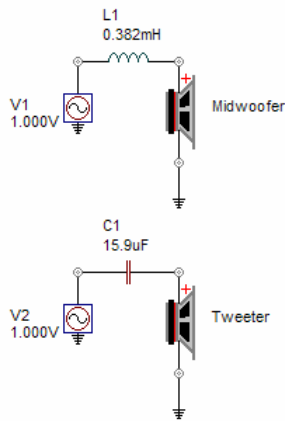 L1
0.382mH
V1
1.000V
+
Midwoofer
C1
15.9uF
V2
1.000V
+
Tweeter